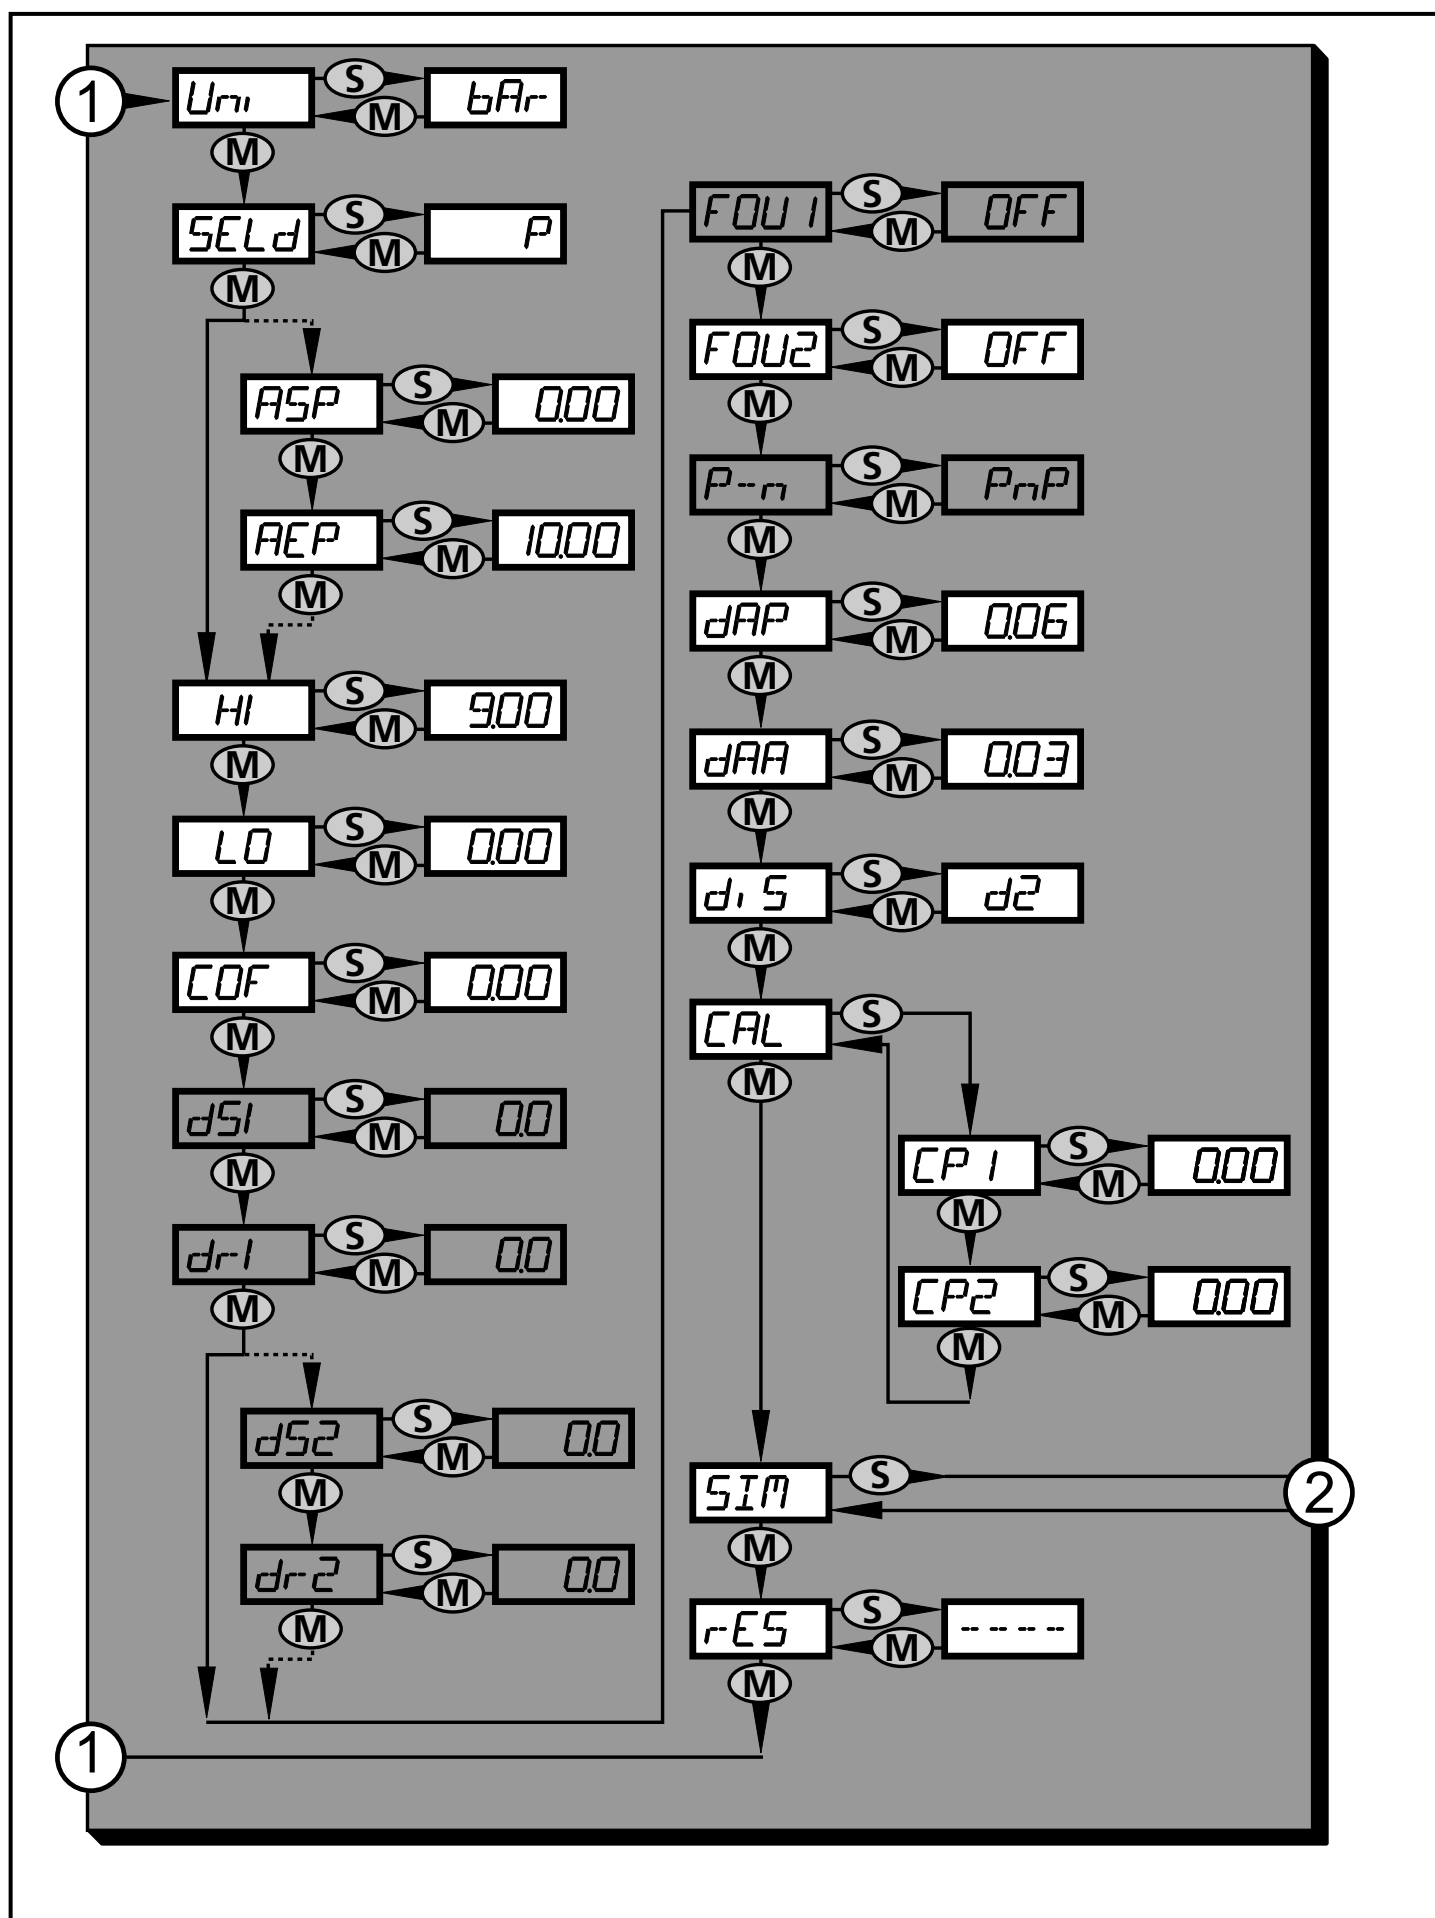 1 Uni S bAr
M
M
SELd S P
M
M
ASP S 0.00
M
M
AEP S 10.00
M
M
HI S 9.00
M
M
LO S 0.00
M
M
COF S 0.00
M
M
dS1 S 0.0
M
M
dr1 S 0.0
M
M
dS2 S 0.0
M
M
dr2 S 0.0
M
M
FOU1 S OFF
M
M
FOU2 S OFF
M
M
P-n S PnP
M
M
dAP S 0.06
M
M
dAA S 0.03
M
M
diS S d2
M
M
CAL S
M
CP1 S 0.00
M
M
CP2 S 0.00
M
M
SIM S 2
M
rES S ----
M
M
1